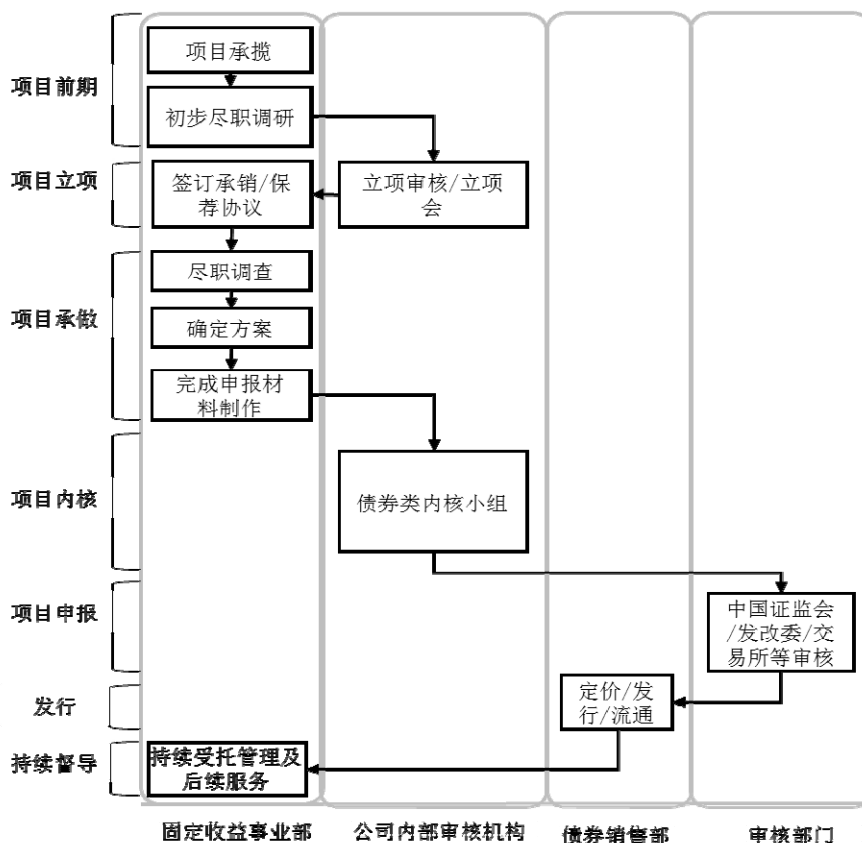 项目承揽
项目前期
初步尽职调研
项目立项
签订承销/保
荐协议
立项审核/立项
会
尽职调查
项目承做
确定方案
完成申报材
料制作
项目内核
债券类内核小组
项目申报
中国证监会
/发改委/交
易所等审核
发行
定价/发
行/流通
持续督导
持续受托管理及
后续服务
固定收益事业部
公司内部审核机构
债券销售部
审核部门